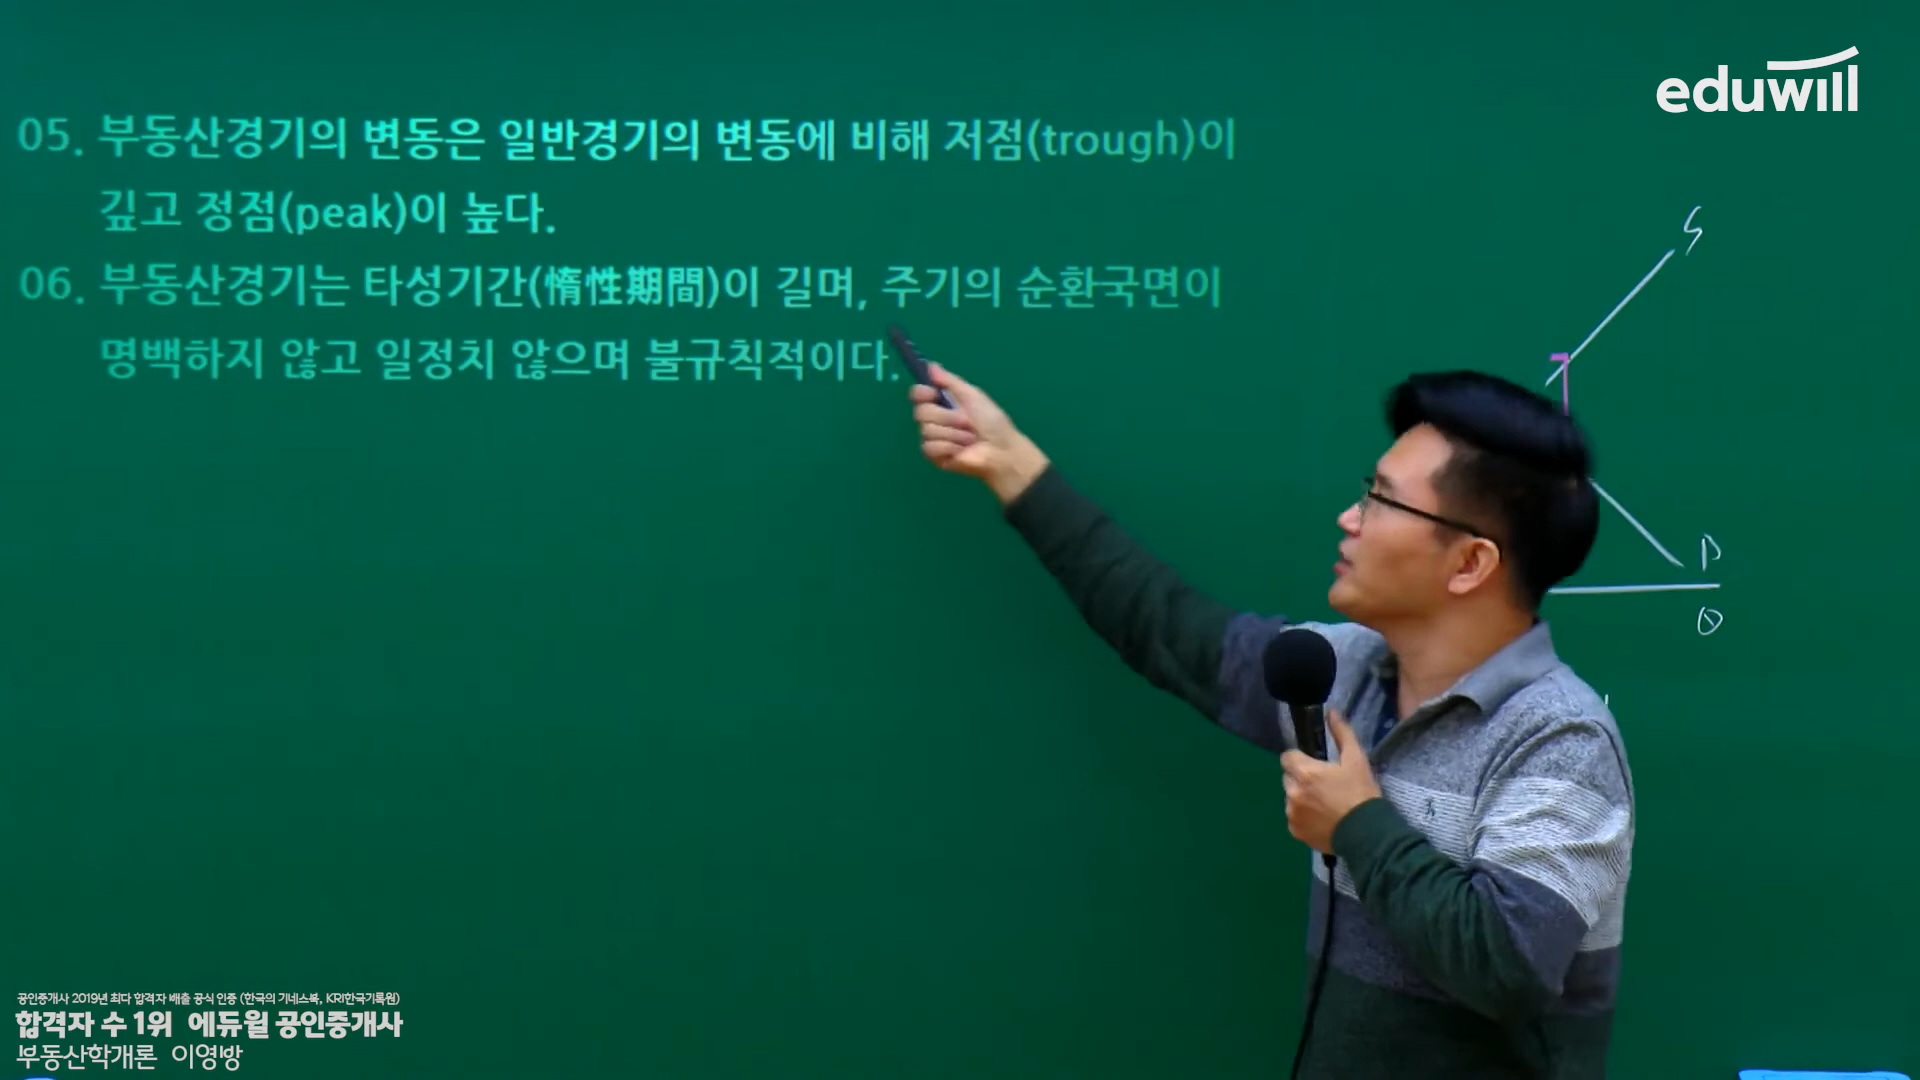 eduwill
05. 부동산경기의 변동은 일반경기의 변동에 비해 저점(trough)이
깊고 정점(peak)이 높다.
06. 부동산경기는 타성기간(惰性期間)이 길며, 주기의 순환국면이
명백하지 않고 일정치 않으며 불규칙적이다.
S
D
Q
공인중개사 2019년 최다 합격자 배출 공식 인증 (한국의 기네스북, KRI한국기록원)
합격자 수 1위 에듀윌 공인중개사
부동산학개론 이영방